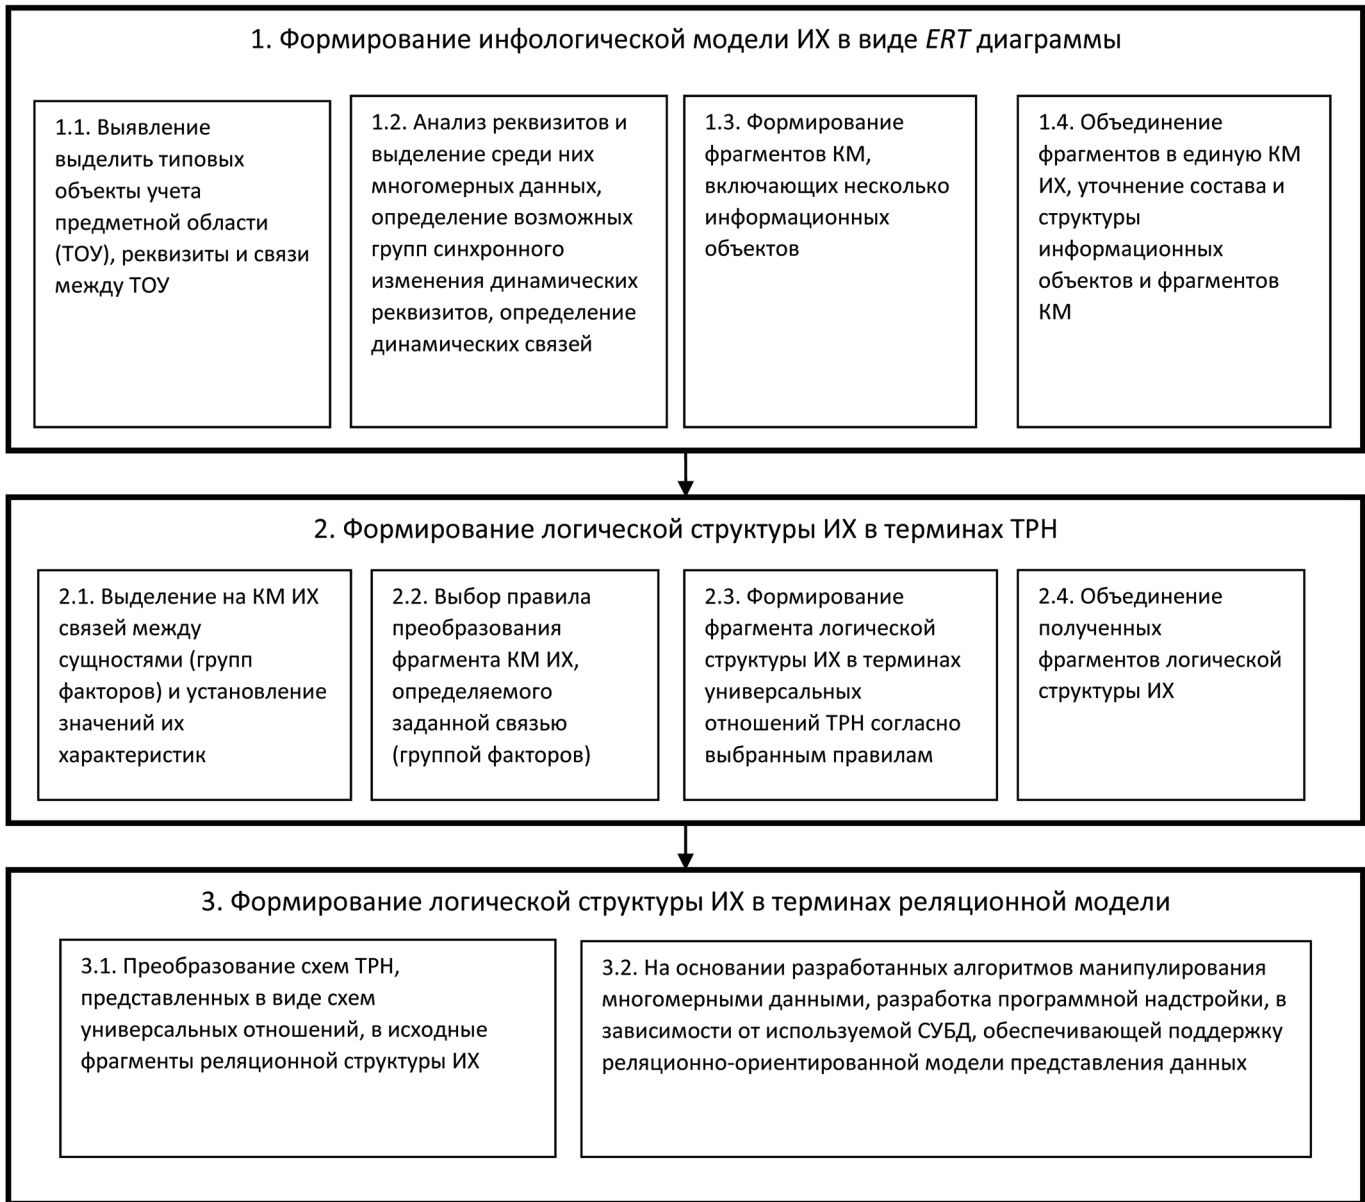 1. Формирование инфологической модели ИХ в виде ERT диаграммы
1.1. Выявление
выделить типовых
объекты учета
предметной области
(ТОУ), реквизиты и связи
между ТОУ
1.2. Анализ реквизитов и
выделение среди них
многомерных данных,
определение возможных
групп синхронного
изменения динамических
реквизитов, определение
динамических связей
1.3. Формирование
фрагментов КМ,
включающих несколько
информационных
объектов
1.4. Объединение
фрагментов в единую КМ
ИХ, уточнение состава и
структуры
информационных
объектов и фрагментов
КМ
2. Формирование логической структуры ИХ в терминах ТРН
2.1. Выделение на КМ ИХ
связей между
сущностями (групп
факторов) и установление
значений их
характеристик
2.2. Выбор правила
преобразования
фрагмента КМ ИХ,
определяемого
заданной связью
(группой факторов)
2.3. Формирование
фрагмента логической
структуры ИХ в терминах
универсальных
отношений ТРН согласно
выбранным правилам
2.4. Объединение
полученных
фрагментов логической
структуры ИХ
3. Формирование логической структуры ИХ в терминах реляционной модели
3.1. Преобразование схем ТРН,
представленных в виде схем
универсальных отношений, в исходные
фрагменты реляционной структуры ИХ
3.2. На основании разработанных алгоритмов манипулирования
многомерными данными, разработка программной надстройки, в
зависимости от используемой СУБД, обеспечивающей поддержку
реляционно-ориентированной модели представления данных